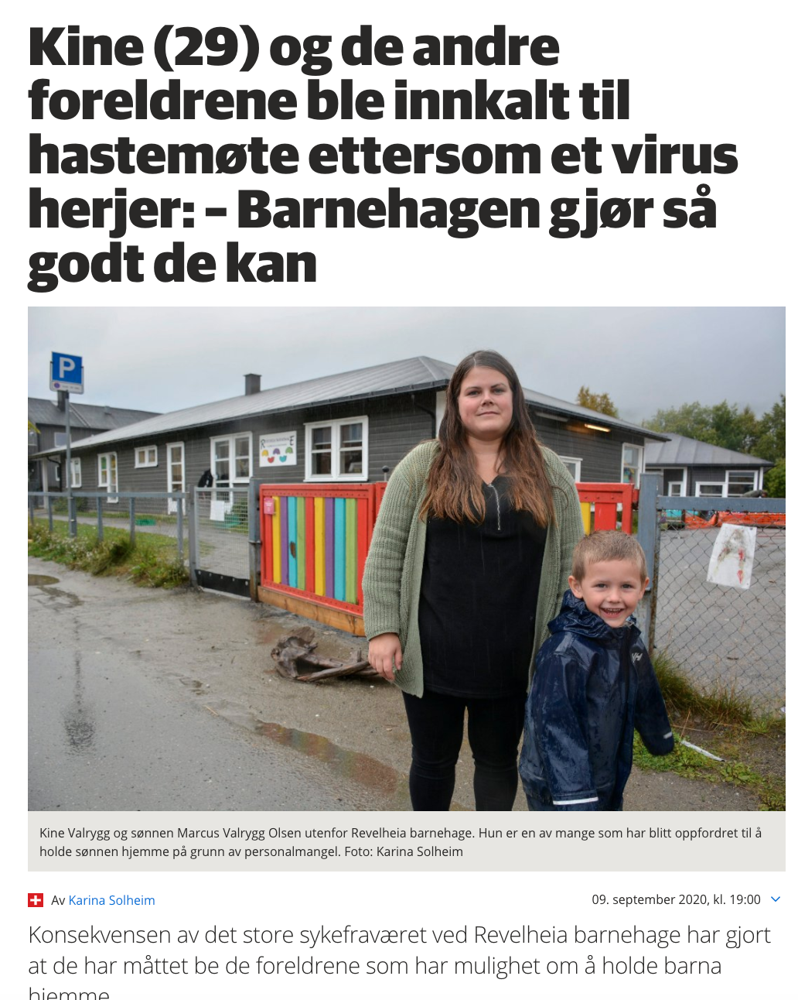 Kine (29) og de andre
foreldrene ble innkalt til
hastemøte ettersom et virus
herjer: – Barnehagen gjør så
godt de kan
P
R E
Kine Valrygg og sønnen Marcus Valrygg Olsen utenfor Revelheia barnehage. Hun er en av mange som har blitt oppfordret til å
holde sønnen hjemme på grunn av personalmangel. Foto: Karina Solheim
Av Karina Solheim
09. september 2020, kl. 19:00
Konsekvensen av det store sykefraværet ved Revelheia barnehage har gjort
at de har måttet be de foreldrene som har mulighet om å holde barna
hjemme